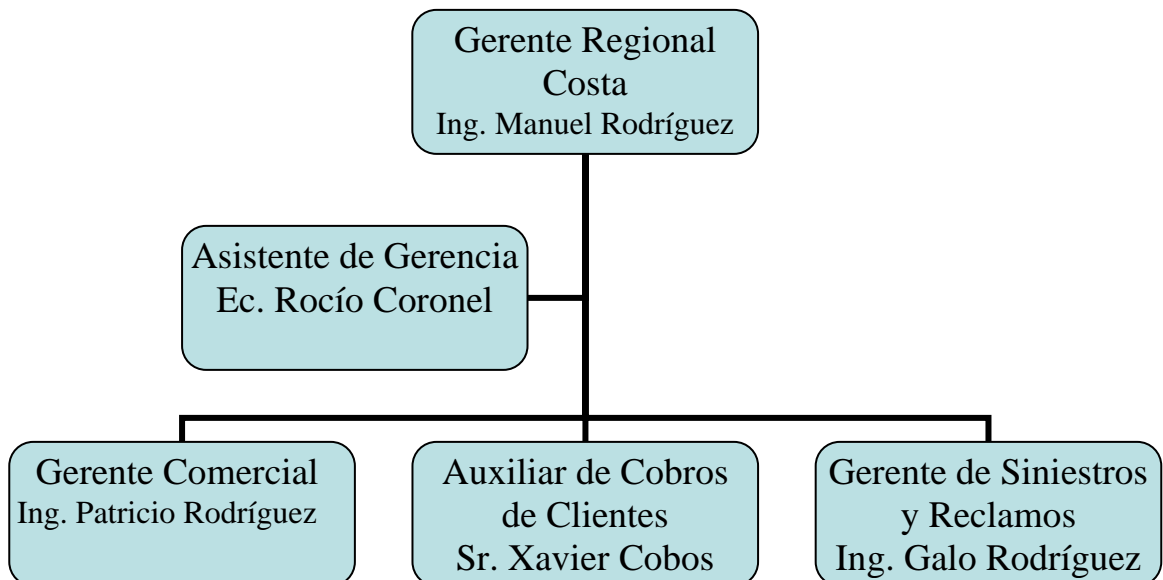 Gerente Regional
Costa
Ing. Manuel Rodríguez
Asistente de Gerencia
Ec. Rocío Coronel
Gerente Comercial
Ing. Patricio Rodríguez
Auxiliar de Cobros
de Clientes
Sr. Xavier Cobos
Gerente de Siniestros
y Reclamos
Ing. Galo Rodríguez